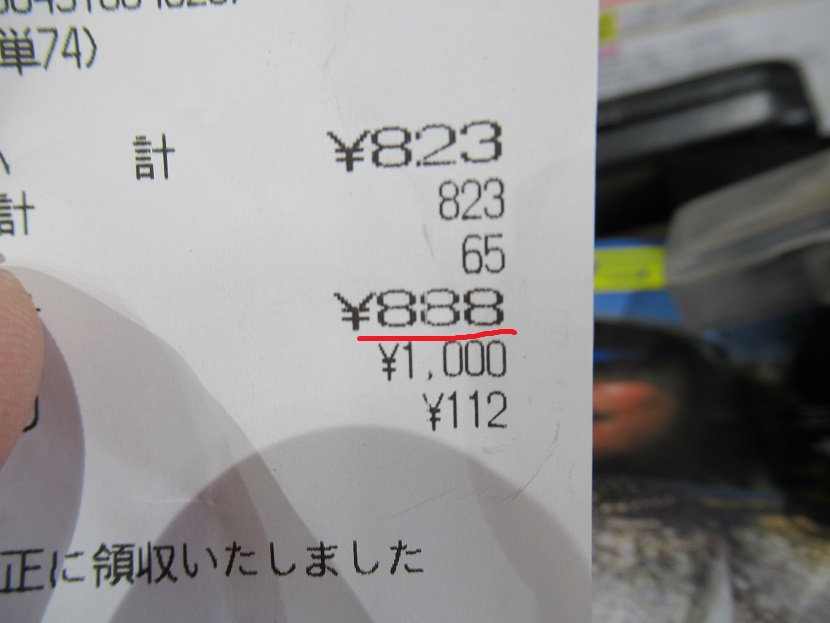 単74)
計 ¥823
計 823
65
¥888
¥1,000
¥112
正に領収いたしました